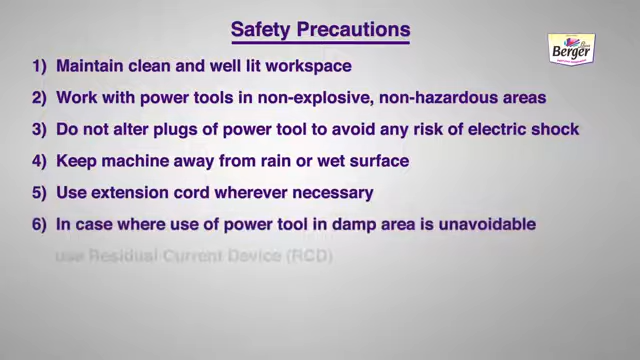 Safety Precautions
Berger
1) Maintain clean and well lit workspace
2) Work with power tools in non-explosive, non-hazardous areas
3) Do not alter plugs of power tool to avoid any risk of electric shock
4) Keep machine away from rain or wet surface
5) Use extension cord wherever necessary
6) In case where use of power tool in damp area is unavoidable
use Residual Current Device (RCD)